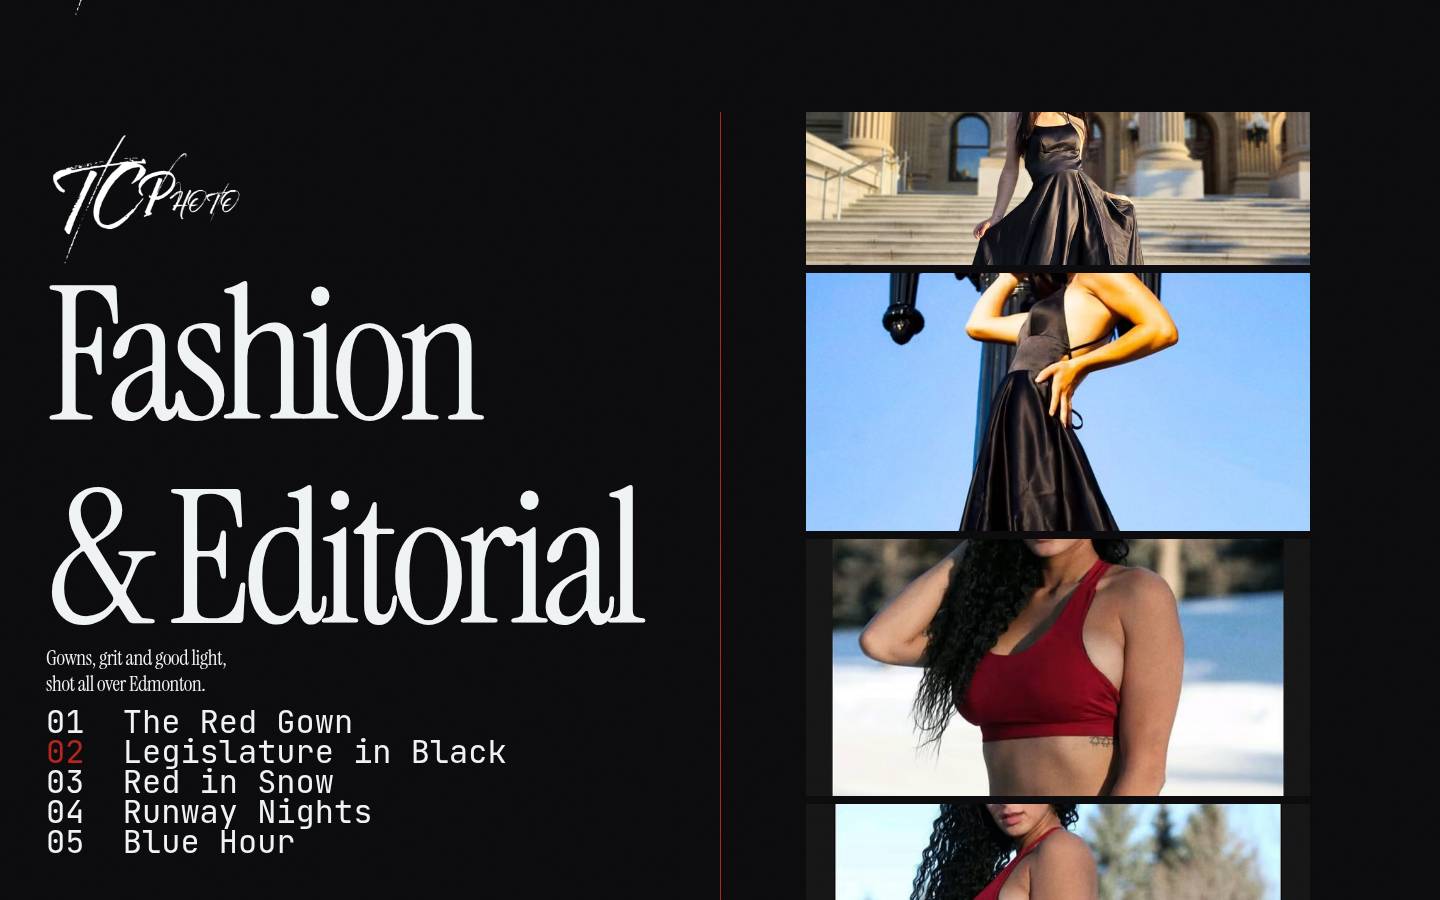 TCPhoto
Fashion
& Editorial
Gowns, grit and good light,
shot all over Edmonton.
01 The Red Gown
02 Legislature in Black
03 Red in Snow
04 Runway Nights
05 Blue Hour